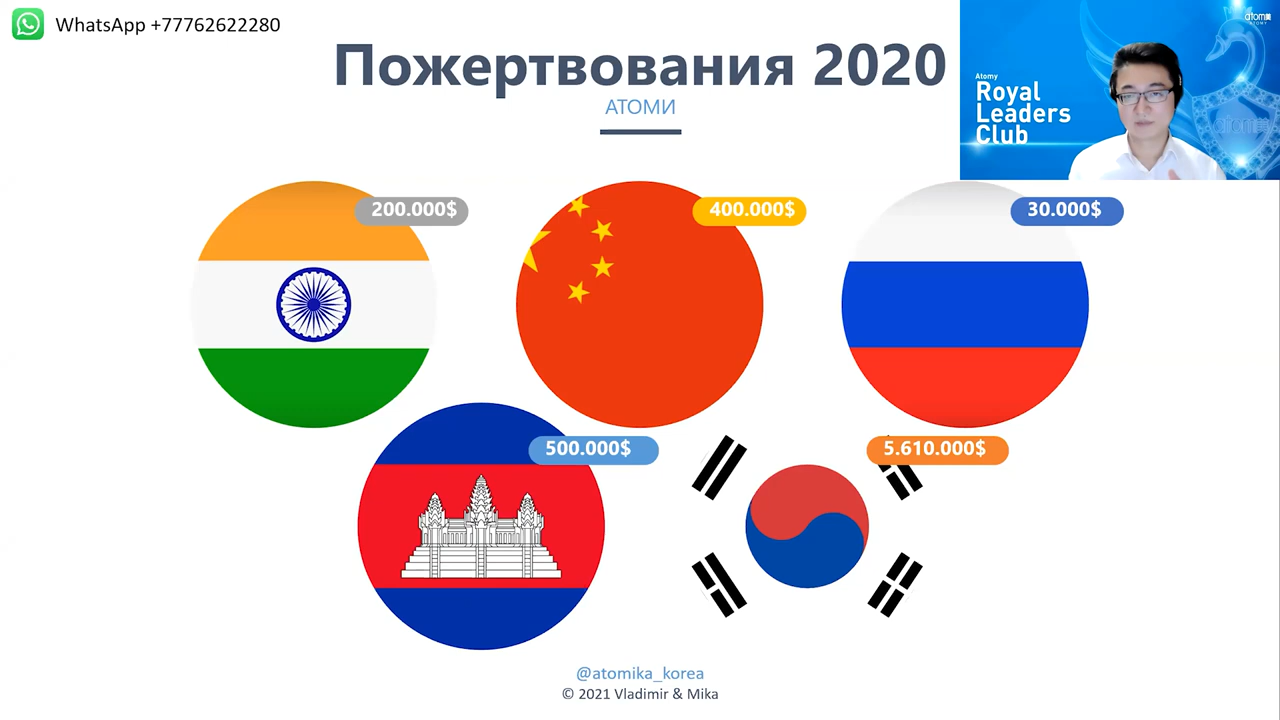 WhatsApp +77762622280
Пожертвования 2020
АТОМИ
Atomy
Royal
Leaders
Club
200.000$
400.000$
30.000$
500.000$
5.610.000$
@atomika_korea
© 2021 Vladimir & Mika